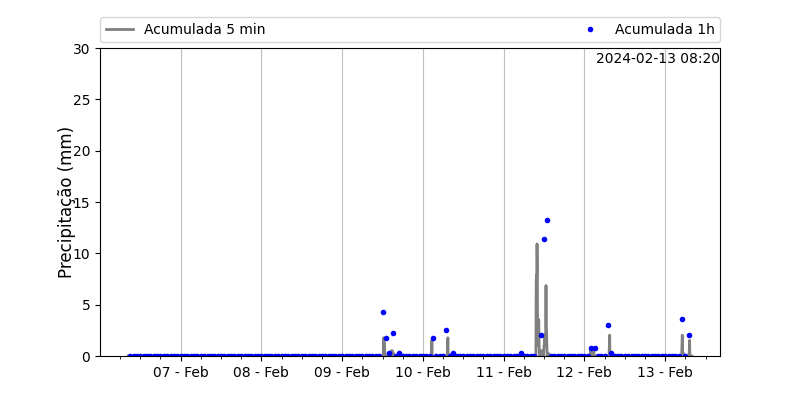 Acumulada 5 min
Acumulada 1h
2024-02-13 08:20
Precipitação (mm)
30
25
20
15
10
5
0
07 - Feb
08 - Feb
09 - Feb
10 - Feb
11 - Feb
12 - Feb
13 - Feb